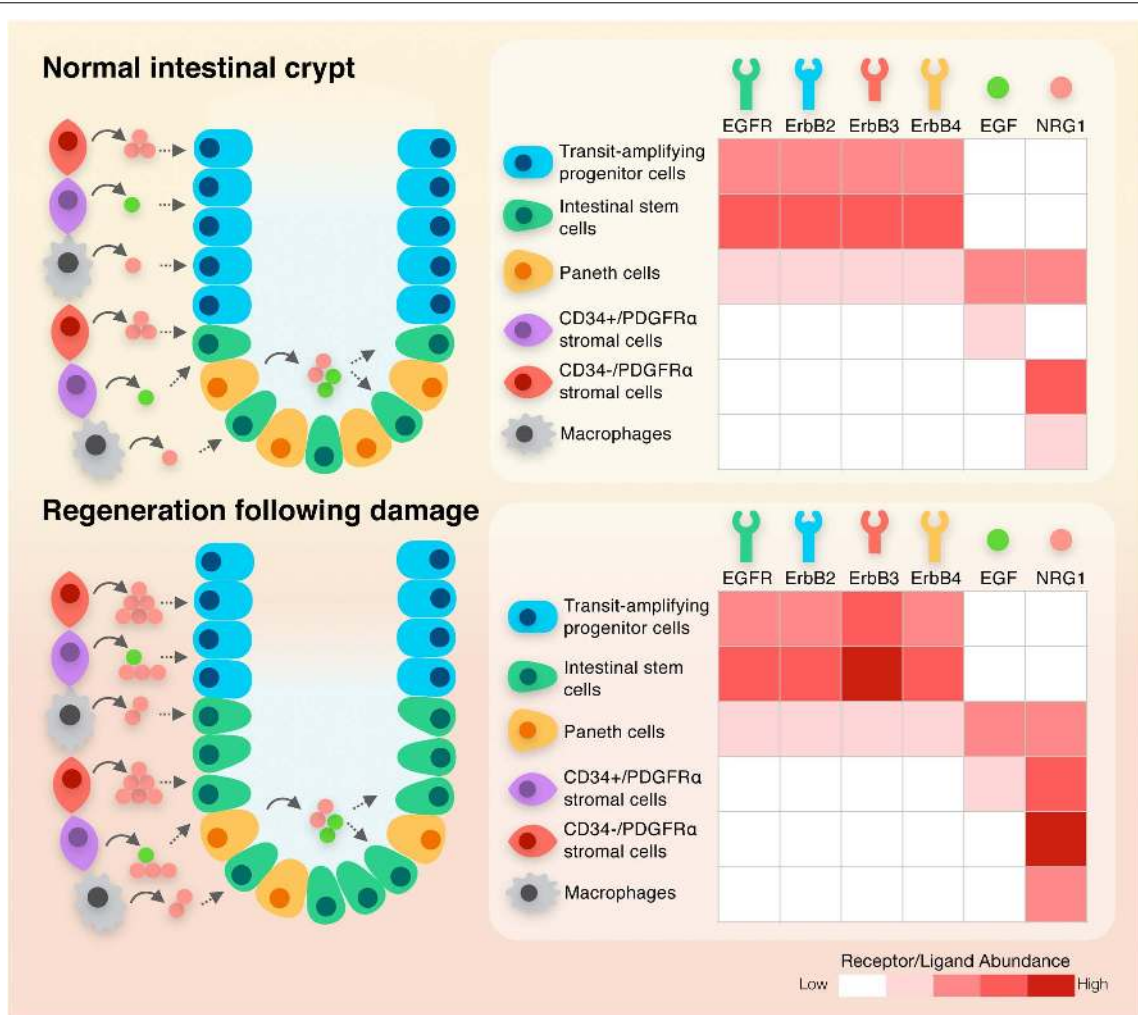 Normal intestinal crypt
EGFR ErbB2 ErbB3 ErbB4 EGF NRG1
Transit-amplifying
progenitor cells
Intestinal stem
cells
Paneth cells
CD34+/PDGFRα
stromal cells
CD34-/PDGFRα
stromal cells
Macrophages
Regeneration following damage
EGFR ErbB2 ErbB3 ErbB4 EGF NRG1
Transit-amplifying
progenitor cells
Intestinal stem
cells
Paneth cells
CD34+/PDGFRα
stromal cells
CD34-/PDGFRα
stromal cells
Macrophages
Receptor/Ligand Abundance
Low High